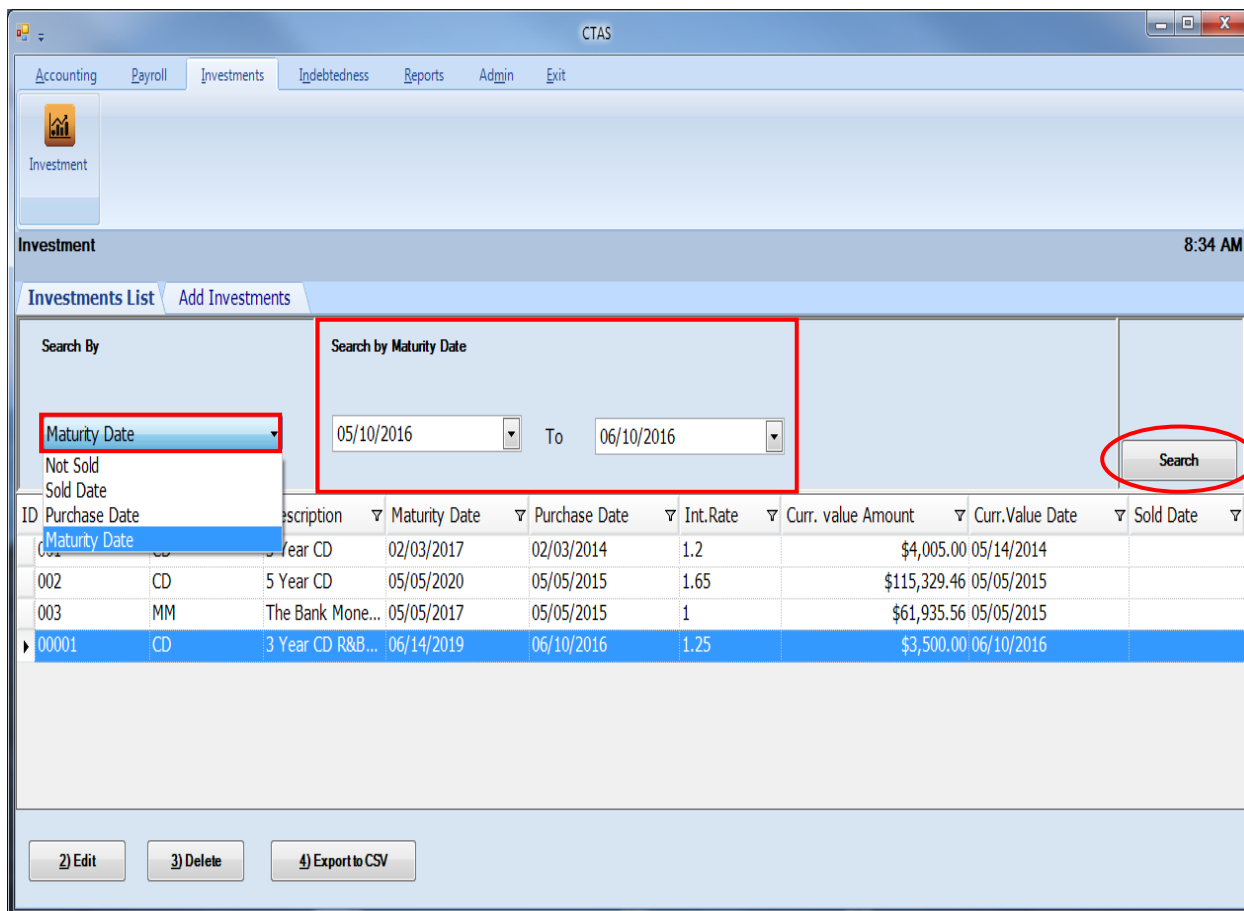 CTAS
X
Accounting Payroll Investments Indebtedness Reports Admin Exit
Investment
Investment 8:34 AM
Investments List Add Investments
Search By Search by Maturity Date
Maturity Date 05/10/2016 To 06/10/2016
Not Sold
Sold Date
Purchase Date
Maturity Date
Search
ID escription Maturity Date Purchase Date Int.Rate Curr. value Amount Curr.Value Date Sold Date
001 CD 3 Year CD 02/03/2017 02/03/2014 1.2 $4,005.00 05/14/2014
002 CD 5 Year CD 05/05/2020 05/05/2015 1.65 $115,329.46 05/05/2015
003 MM The Bank Mone... 05/05/2017 05/05/2015 1 $61,935.56 05/05/2015
00001 CD 3 Year CD R&B... 06/14/2019 06/10/2016 1.25 $3,500.00 06/10/2016
2) Edit 3) Delete 4) Export to CSV